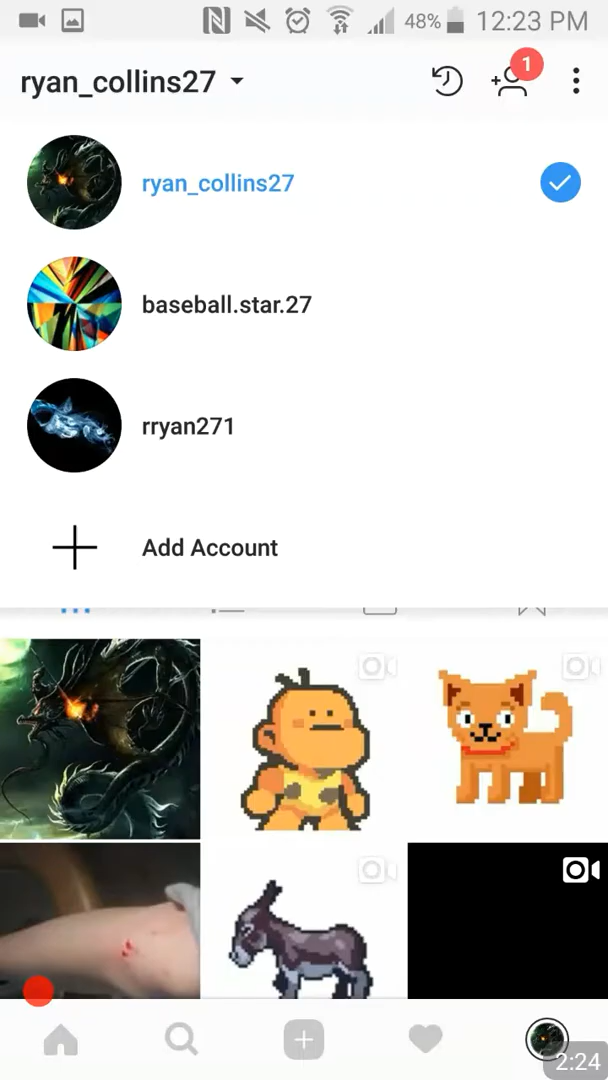 48% 12:23 PM
ryan_collins27
1
ryan_collins27
baseball.star.27
rryan271
Add Account
2:24